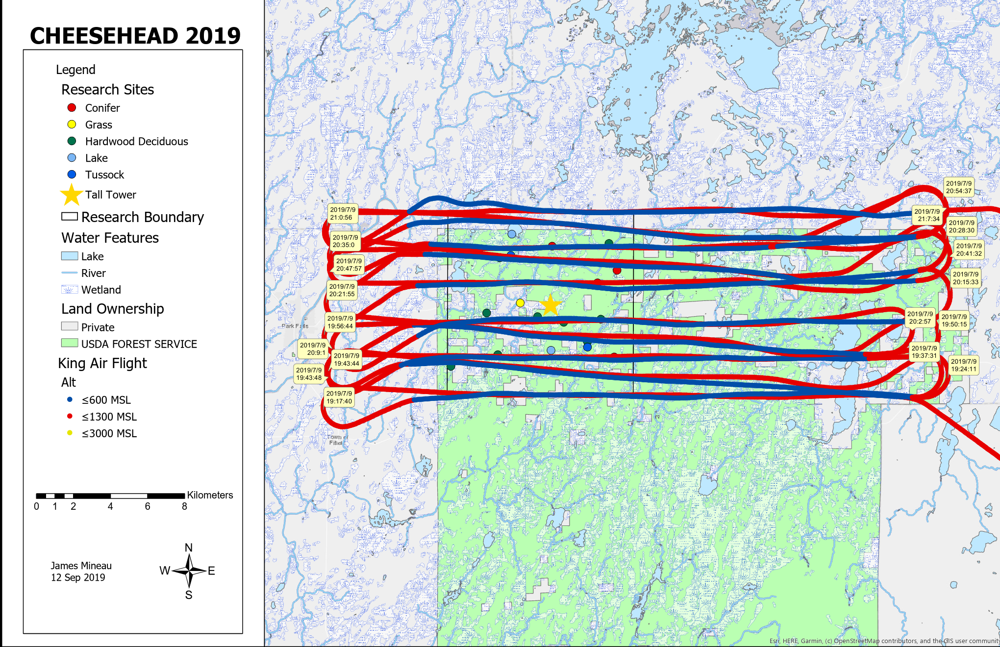 CHEESEHEAD 2019
Legend
Research Sites
Conifer
Grass
Hardwood Deciduous
Lake
Tussock
Tall Tower
Research Boundary
Water Features
Lake
River
Wetland
Land Ownership
Private
USDA FOREST SERVICE
King Air Flight
Alt
≤600 MSL
≤1300 MSL
≤3000 MSL
Kilometers
0 1 2 4 6 8
N
W E
S
James Mineau
12 Sep 2019
2019/7/9
20:54:37
2019/7/9
21:0:56
2019/7/9
21:7:34
2019/7/9
20:28:30
2019/7/9
20:35:0
2019/7/9
20:41:32
2019/7/9
20:47:57
2019/7/9
20:15:33
2019/7/9
20:21:55
2019/7/9
20:2:57
2019/7/9
19:50:15
2019/7/9
19:56:44
Park Falls
2019/7/9
20:9:1
2019/7/9
19:43:44
2019/7/9
19:37:31
2019/7/9
19:24:11
2019/7/9
19:43:48
2019/7/9
19:17:40
Town of
Fifield
Esri, HERE, Garmin, (c) OpenStreetMap contributors, and the GIS user community